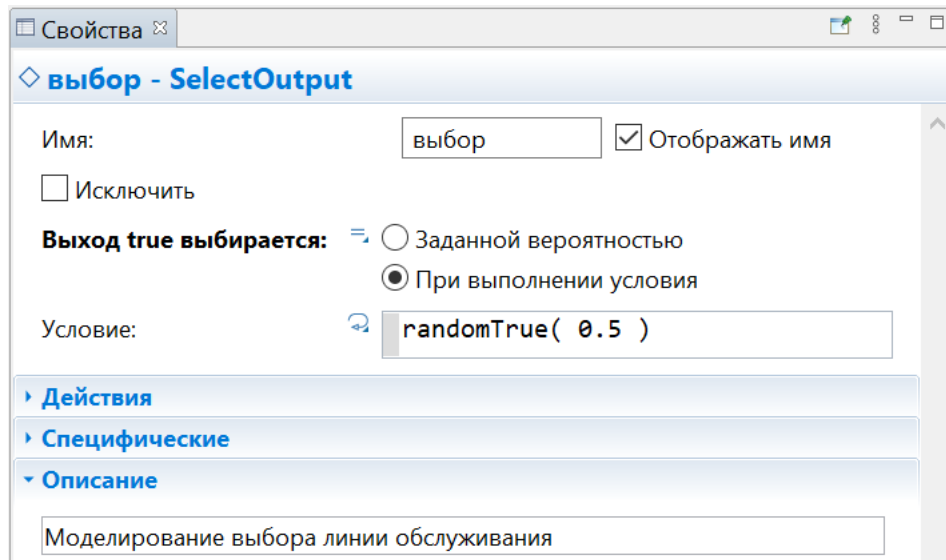 Свойства
выбор - SelectOutput
Имя: выбор Отображать имя
Исключить
Выход true выбирается: Заданной вероятностью
При выполнении условия
Условие: randomTrue( 0.5 )
Действия
Специфические
Описание
Моделирование выбора линии обслуживания